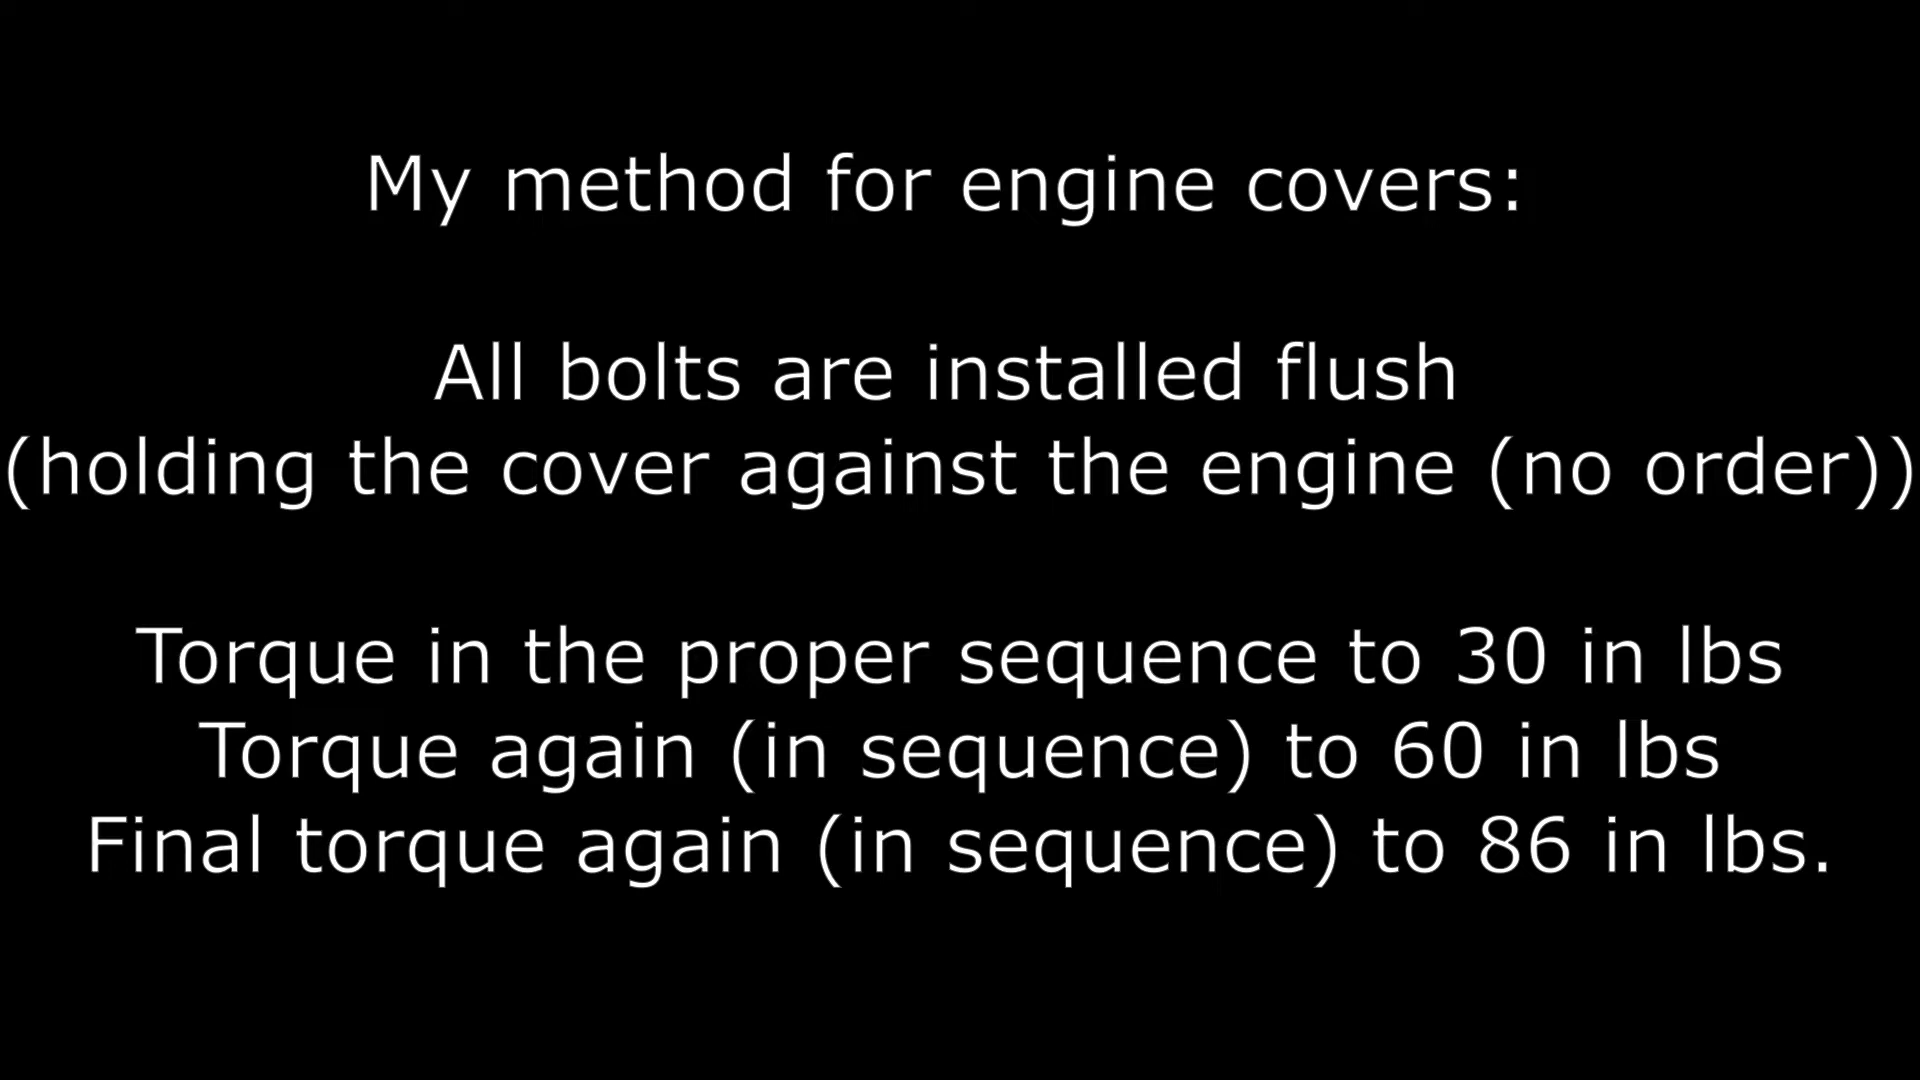 My method for engine covers:
All bolts are installed flush
(holding the cover against the engine (no order))
Torque in the proper sequence to 30 in lbs
Torque again (in sequence) to 60 in lbs
Final torque again (in sequence) to 86 in lbs.